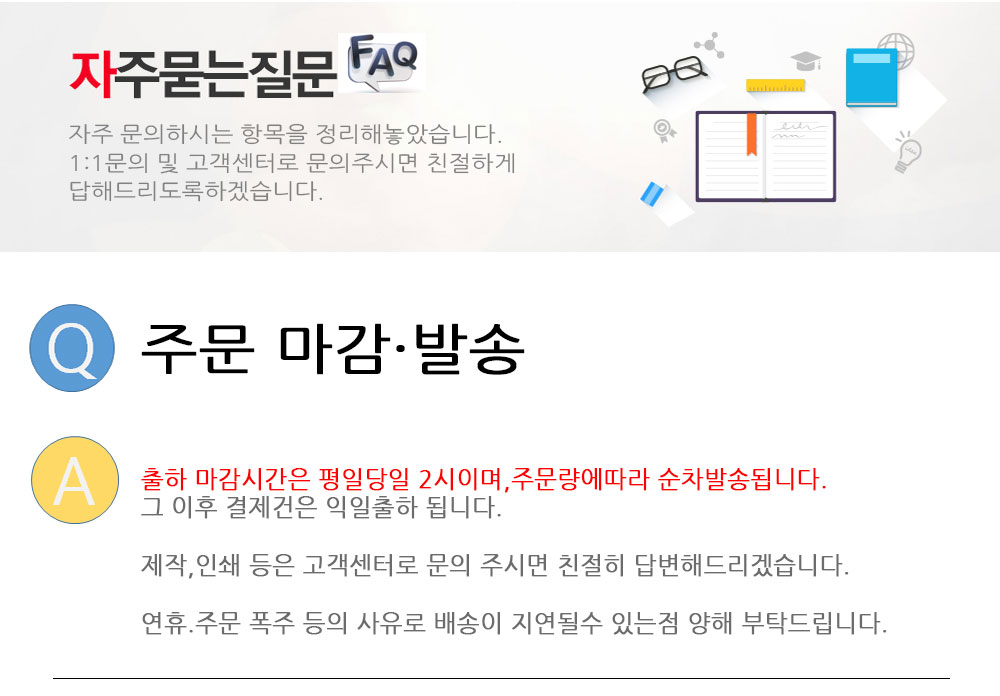 자주묻는질문 FAQ
자주 문의하시는 항목을 정리해놓았습니다.
1:1문의 및 고객센터로 문의주시면 친절하게
답해드리도록하겠습니다.
Q 주문 마감·발송
A 출하 마감시간은 평일당일 2시이며,주문량에따라 순차발송됩니다.
그 이후 결제건은 익일출하 됩니다.
제작,인쇄 등은 고객센터로 문의 주시면 친절히 답변해드리겠습니다.
연휴.주문 폭주 등의 사유로 배송이 지연될수 있는점 양해 부탁드립니다.